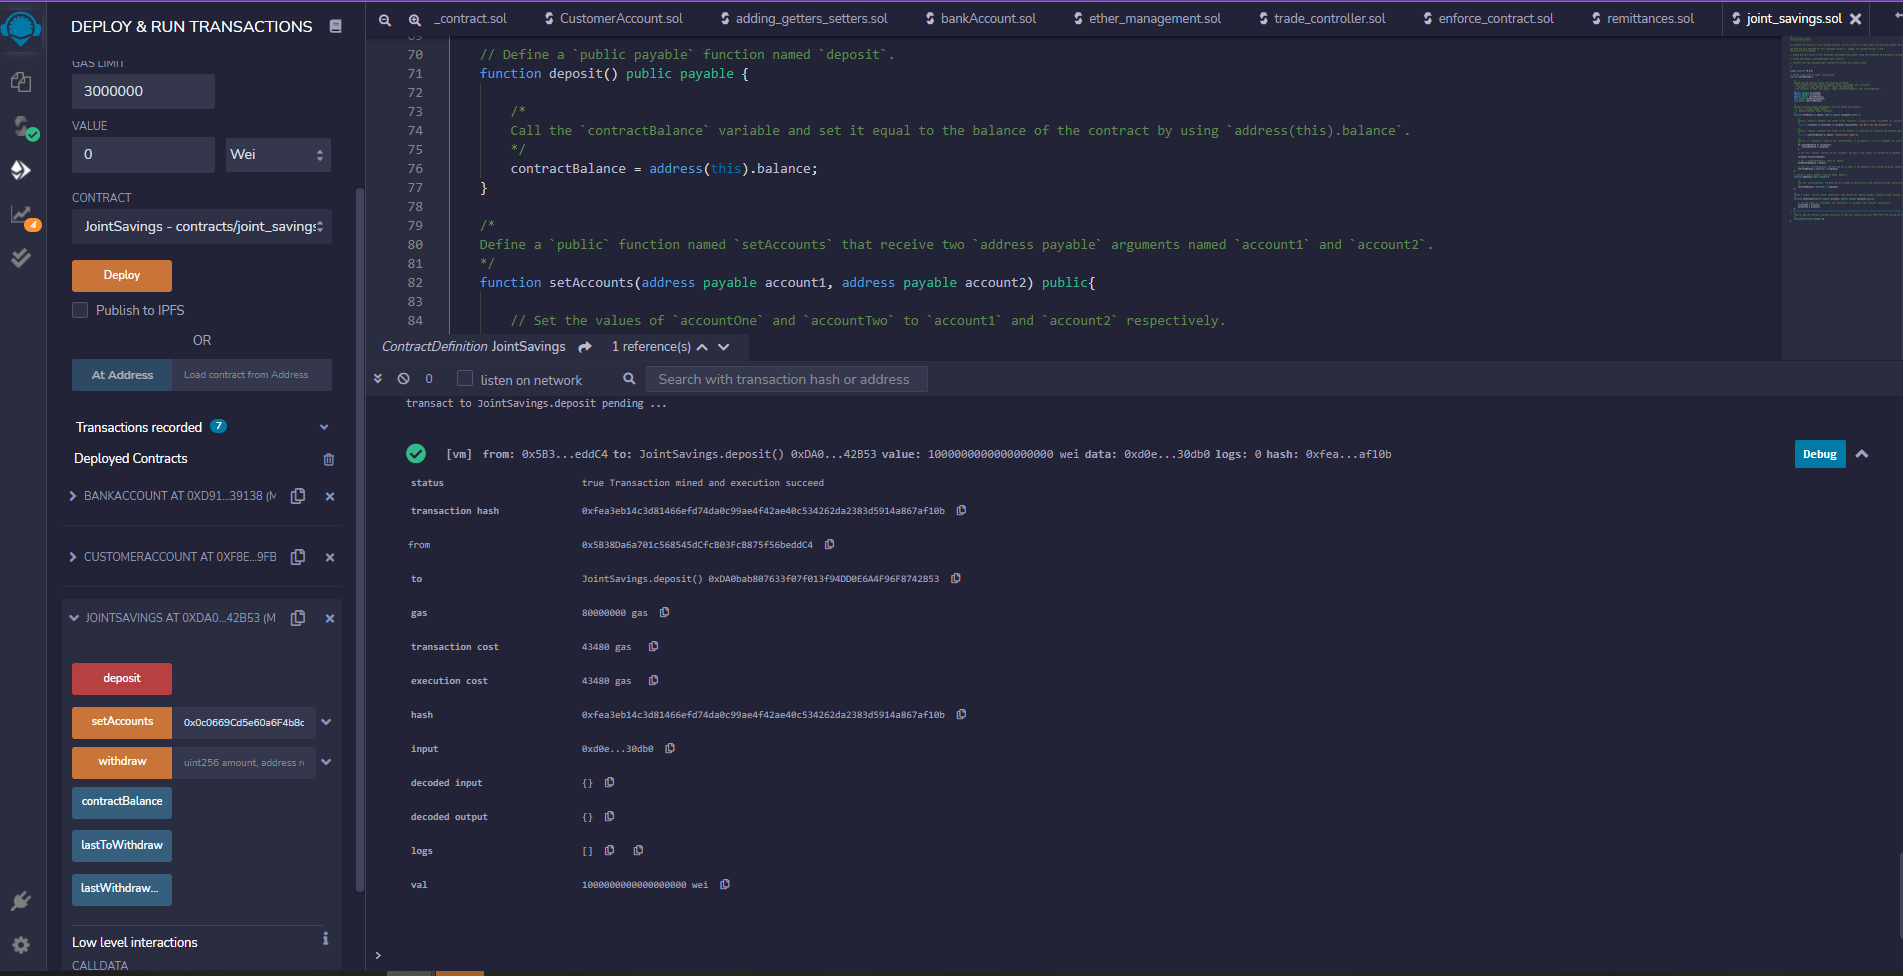 DEPLOY & RUN TRANSACTIONS
GAS LIMIT
3000000
VALUE
0
Wei
CONTRACT
JointSavings - contracts/joint_savings
Deploy
Publish to IPFS
OR
At Address
Load contract from Address
Transactions recorded 7
Deployed Contracts
BANKACCOUNT AT 0XD91...39138 (M
CUSTOMERACCOUNT AT 0XF8E...9FB
JOINTSAVINGS AT 0XDA0...42B53 (M
deposit
setAccounts 0x0c0669Cd5e60a6F4b8c
withdraw uint256 amount, address r
contractBalance
lastToWithdraw
lastWithdraw...
Low level interactions
CALLDATA
4
_contract.sol CustomerAccount.sol adding_getters_setters.sol bankAccount.sol ether_management.sol trade_controller.sol enforce_contract.sol remittances.sol joint_savings.sol
69
70 // Define a `public payable` function named `deposit`.
71 function deposit() public payable {
72
73 /*
74 Call the `contractBalance` variable and set it equal to the balance of the contract by using `address(this).balance`.
75 */
76 contractBalance = address(this).balance;
77 }
78
79 /*
80 Define a `public` function named `setAccounts` that receive two `address payable` arguments named `account1` and `account2`.
81 */
82 function setAccounts(address payable account1, address payable account2) public{
83
84 // Set the values of `accountOne` and `accountTwo` to `account1` and `account2` respectively.
ContractDefinition JointSavings 1 reference(s)
0 listen on network Search with transaction hash or address
transact to JointSavings.deposit pending ...
[vm] from: 0x5B3...eddC4 to: JointSavings.deposit() 0xDA0...42B53 value: 1000000000000000000 wei data: 0xd0e...30db0 logs: 0 hash: 0xfea...af10b
Debug
status true Transaction mined and execution succeed
transaction hash 0xfea3eb14c3d81466efd74da0c99ae4f42ae40c534262da2383d5914a867af10b
from 0x5B38Da6a701c568545dCfcB03FcB875f56beddC4
to JointSavings.deposit() 0xDA0bab807633f07f013f94DD0E6A4F96F8742B53
gas 80000000 gas
transaction cost 43480 gas
execution cost 43480 gas
hash 0xfea3eb14c3d81466efd74da0c99ae4f42ae40c534262da2383d5914a867af10b
input 0xd0e...30db0
decoded input {}
decoded output {}
logs []
val 1000000000000000000 wei
>